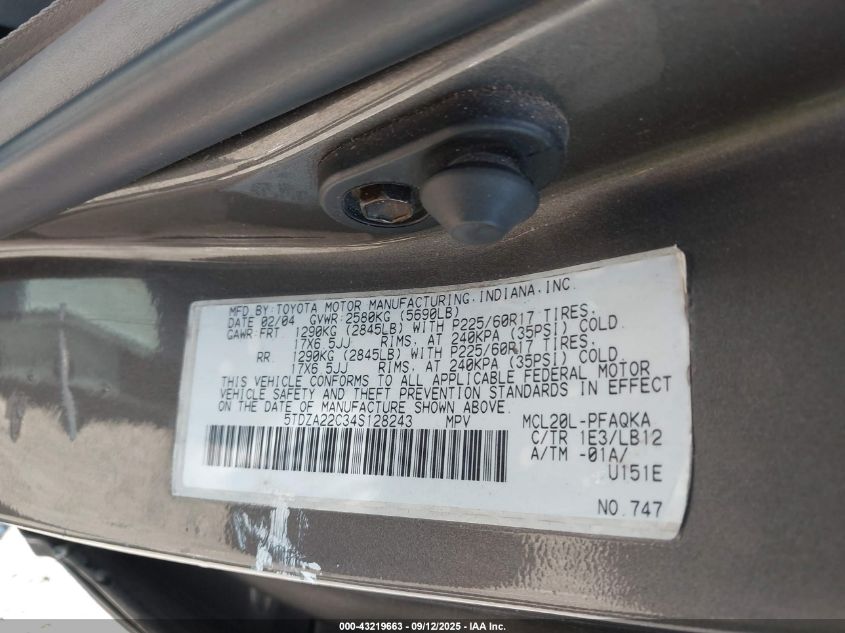 MFD BY:TOYOTA MOTOR MANUFACTURING,INDIANA,INC.
DATE 02/04 GVWR 2580KG (5690LB)
GAWR FRT 1290KG (2845LB) WITH P225/60R17 TIRES,
17X6.5JJ RIMS, AT 240KPA (35PSI) COLD.
RR 1290KG (2845LB) WITH P225/60R17 TIRES,
17X6.5JJ RIMS, AT 240KPA (35PSI) COLD.
THIS VEHICLE CONFORMS TO ALL APPLICABLE FEDERAL MOTOR
VEHICLE SAFETY AND THEFT PREVENTION STANDARDS IN EFFECT
ON THE DATE OF MANUFACTURE SHOWN ABOVE.
5TDZA22C34S128243 MPV MCL20L-PFAQKA
C/TR 1E3/LB12
A/TM -01A/
U151E
NO.747
000-43219663 - 09/12/2025 - IAA Inc.